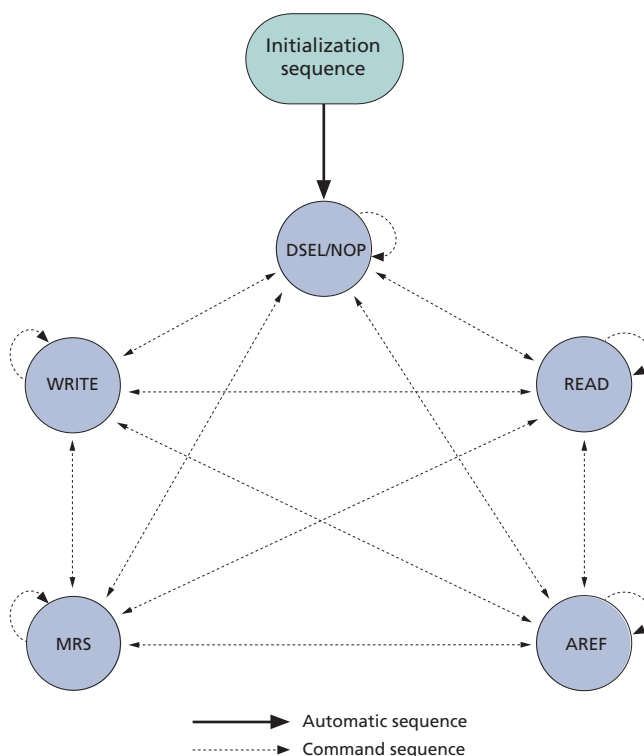 Initialization
sequence
DSEL/NOP
WRITE
READ
MRS
AREF
Automatic sequence
Command sequence